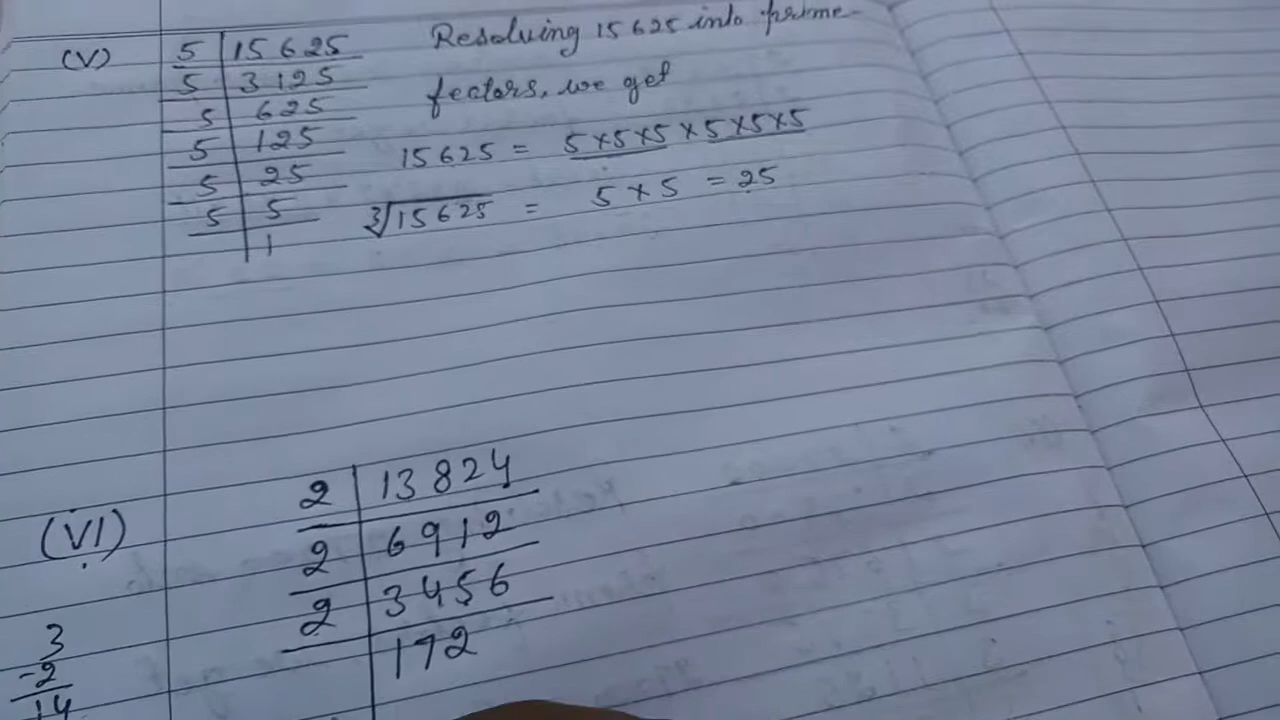 (V) 5 | 15625 Resolving 15625 into prime
5 | 3125 factors, we get
5 | 625
5 | 125 15625 = 5×5×5×5×5×5
5 | 25
5 | 5 ∛15625 = 5×5 = 25
1
(VI) 2 | 13824
2 | 6912
2 | 3456
172
3
-2
14